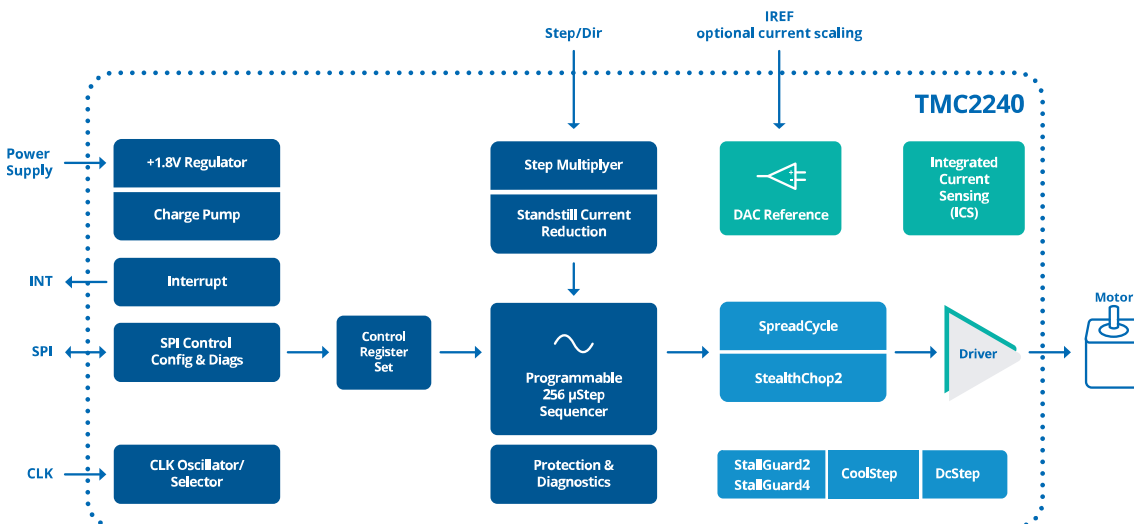 Step/Dir
IREF
optional current scaling
TMC2240
Power
Supply
+1.8V Regulator
Charge Pump
Step Multiplyer
Standstill Current
Reduction
DAC Reference
Integrated
Current
Sensing
(ICS)
INT
Interrupt
SPI
SPI Control
Config & Diags
Control
Register
Set
Programmable
256 µStep
Sequencer
SpreadCycle
StealthChop2
Driver
Motor
CLK
CLK Oscillator/
Selector
Protection &
Diagnostics
StallGuard2
StallGuard4
CoolStep
DcStep